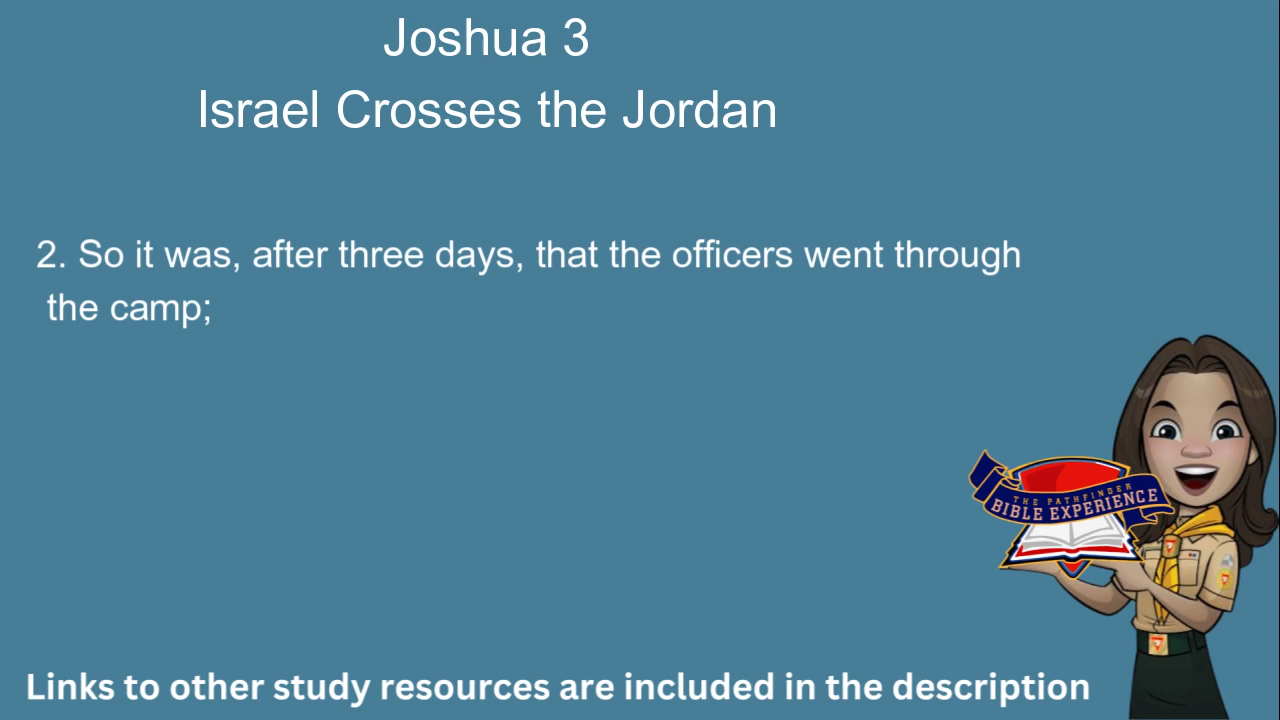 Joshua 3
Israel Crosses the Jordan
2. So it was, after three days, that the officers went through
the camp;
THE PATHFINDER
BIBLE EXPERIENCE
Links to other study resources are included in the description